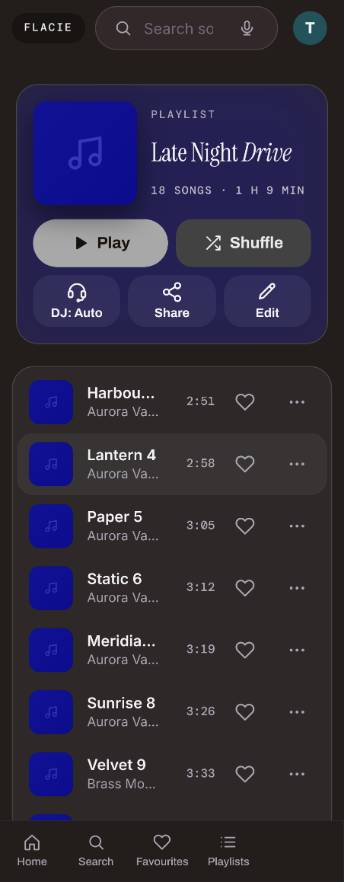 FLACIE
Search so
T
PLAYLIST
Late Night Drive
18 SONGS · 1 H 9 MIN
Play
Shuffle
DJ: Auto
Share
Edit
Harbou...
Aurora Va...
2:51
Lantern 4
Aurora Va...
2:58
Paper 5
Aurora Va...
3:05
Static 6
Aurora Va...
3:12
Meridia...
Aurora Va...
3:19
Sunrise 8
Aurora Va...
3:26
Velvet 9
Brass Mo...
3:33
Home
Search
Favourites
Playlists